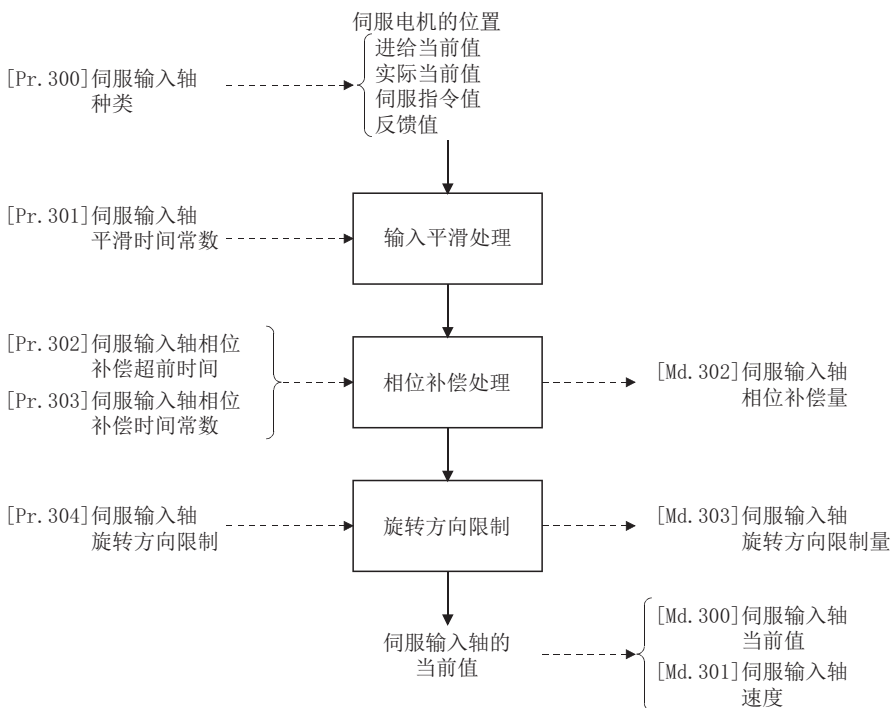 伺服电机的位置
进给当前值
实际当前值
伺服指令值
反馈值
[Pr.300]伺服输入轴
种类
[Pr.301]伺服输入轴
平滑时间常数
输入平滑处理
[Pr.302]伺服输入轴相位
补偿超前时间
[Pr.303]伺服输入轴相位
补偿时间常数
相位补偿处理
[Md.302]伺服输入轴
相位补偿量
[Pr.304]伺服输入轴
旋转方向限制
旋转方向限制
[Md.303]伺服输入轴
旋转方向限制量
伺服输入轴的
当前值
[Md.300]伺服输入轴
当前值
[Md.301]伺服输入轴
速度